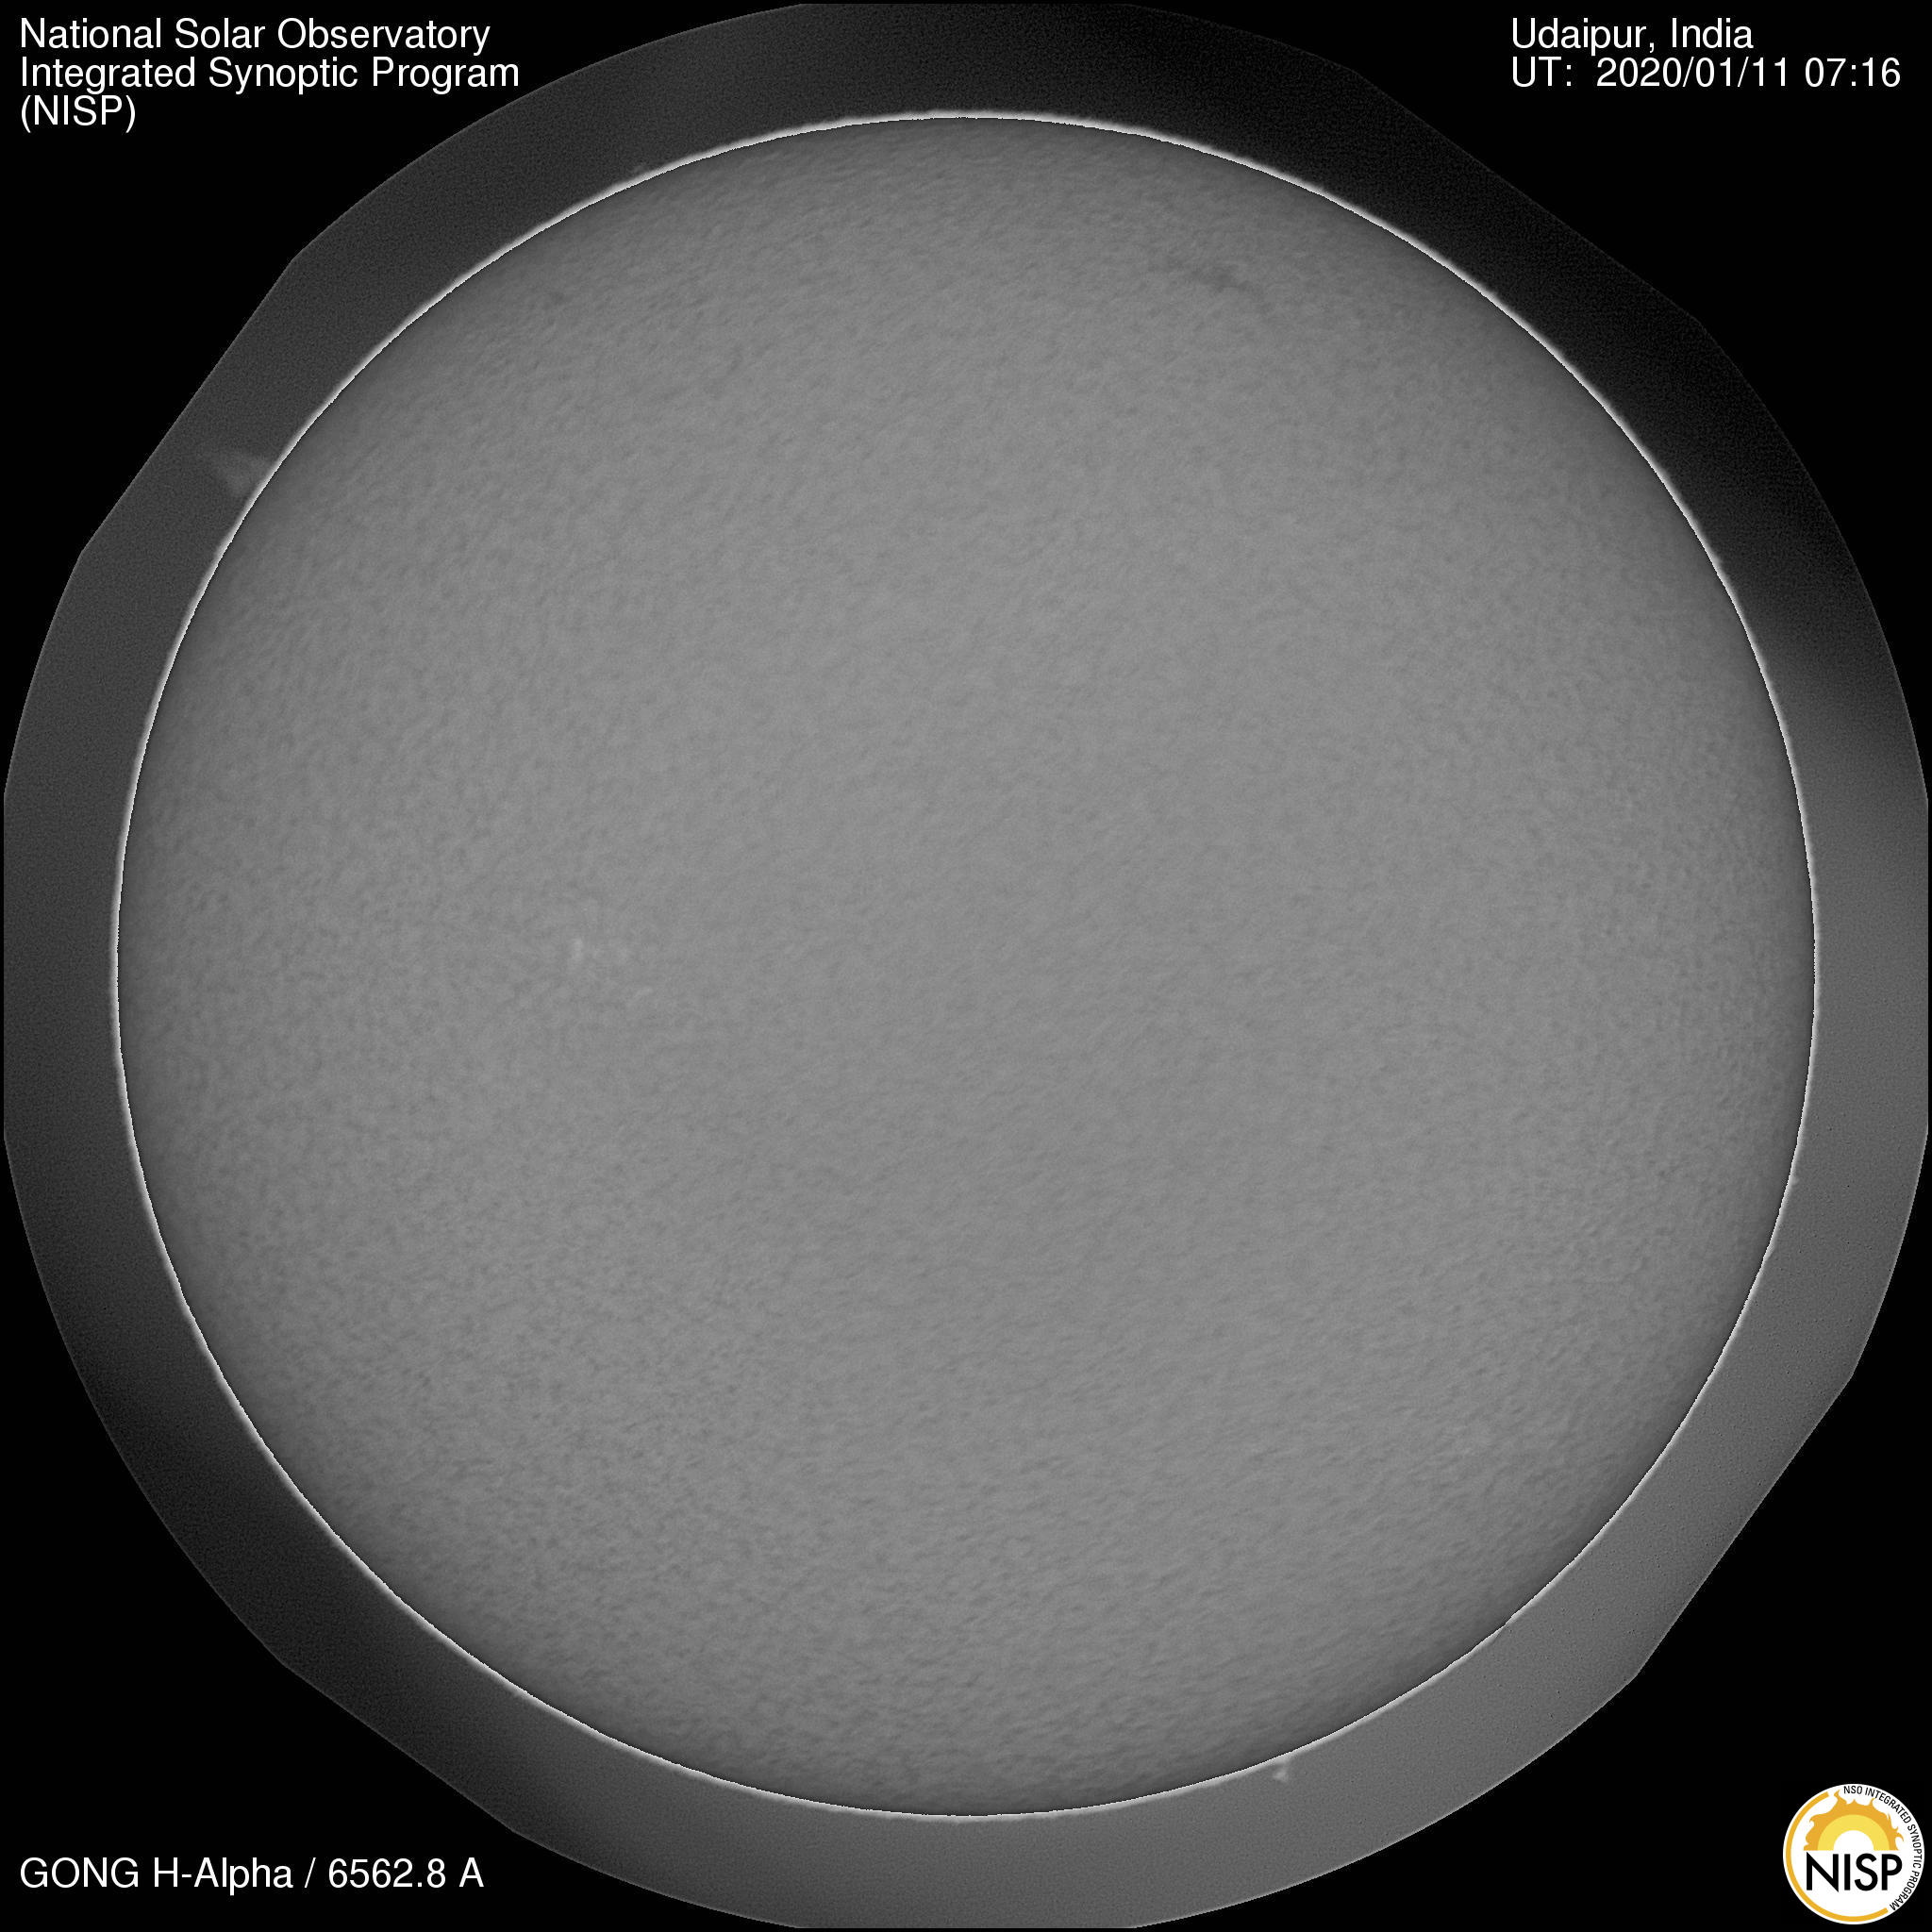 National Solar Observatory
Integrated Synoptic Program
(NISP)
Udaipur, India
UT: 2020/01/11 07:16
GONG H-Alpha / 6562.8 A
NSO INTEGRATED SYNOPTIC PROGRAM
NISP